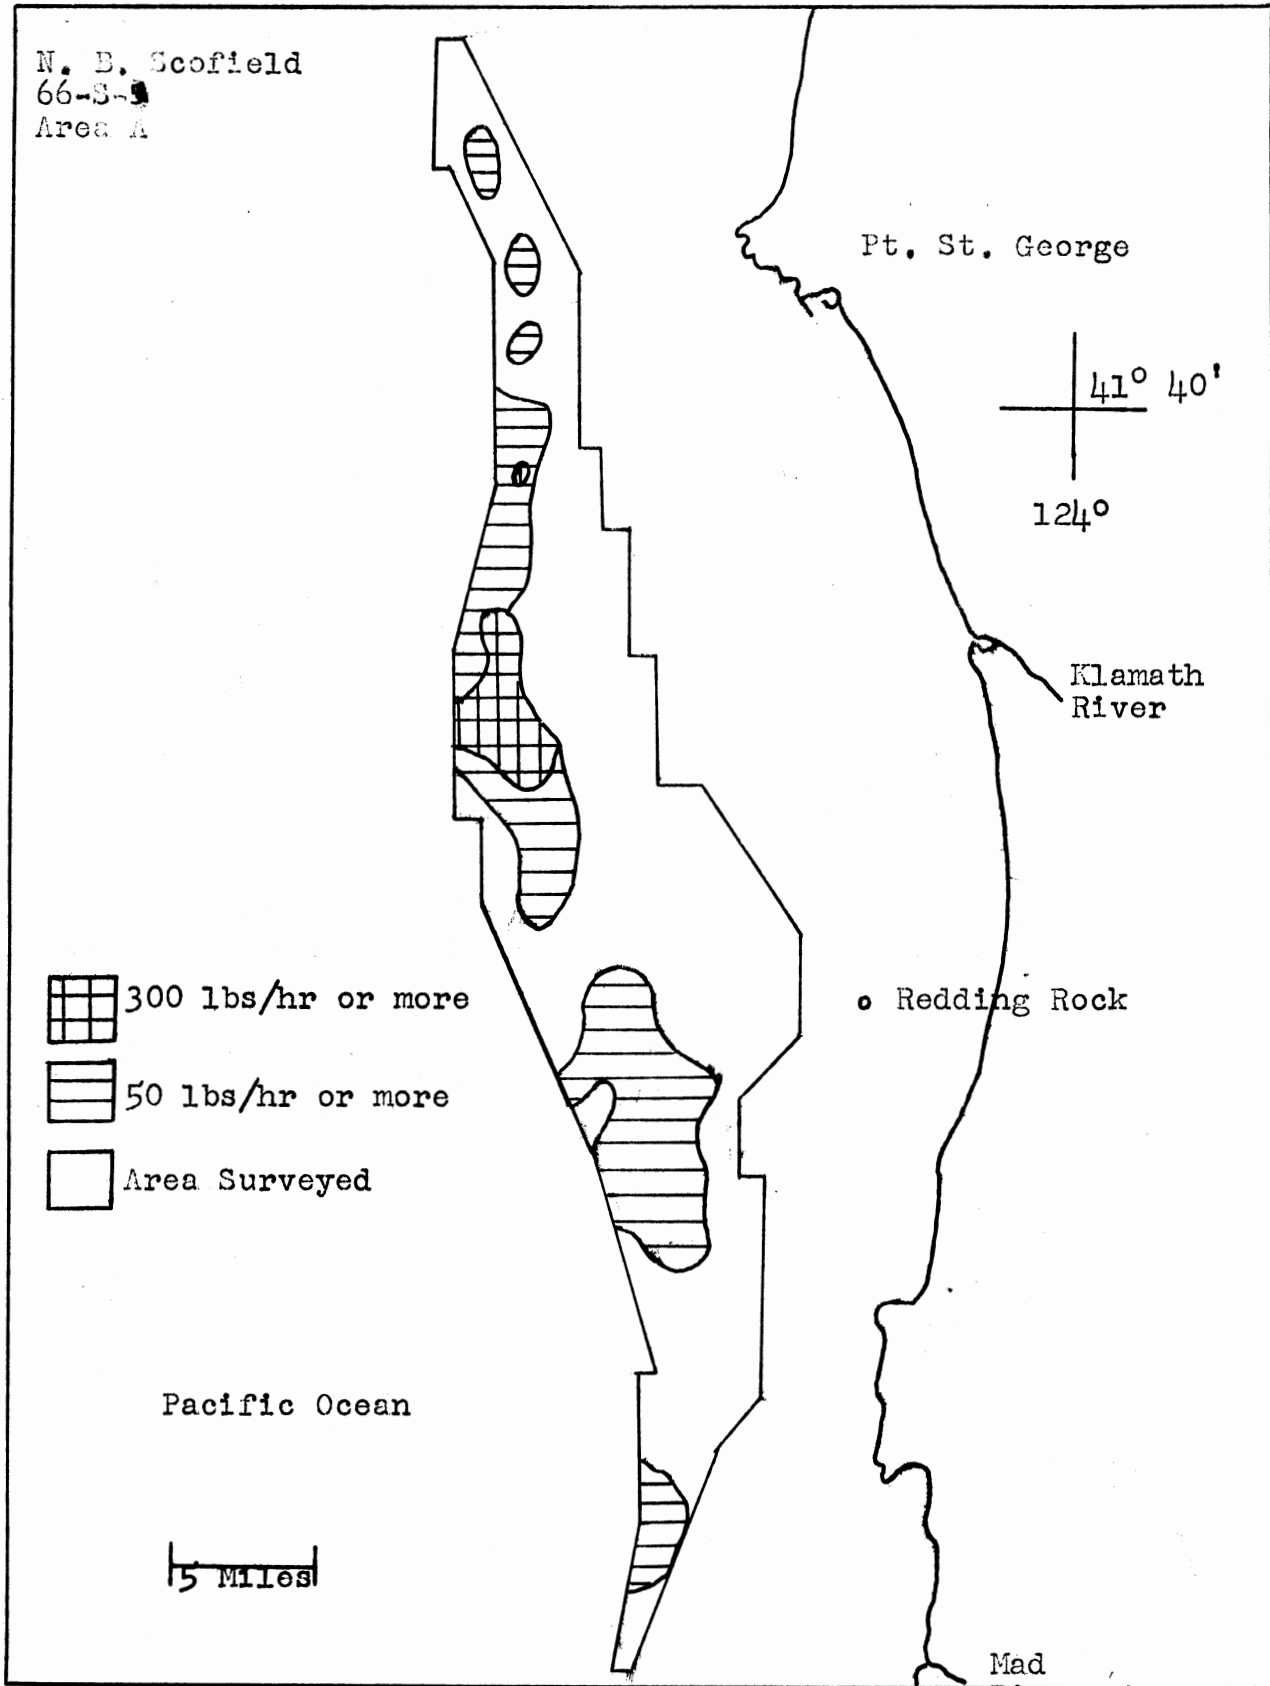 N. B. Scofield
66-S-
Area A
Pt. St. George
41° 40'
124°
Klamath
River
300 lbs/hr or more
Redding Rock
50 lbs/hr or more
Area Surveyed
Pacific Ocean
5 Miles
Mad